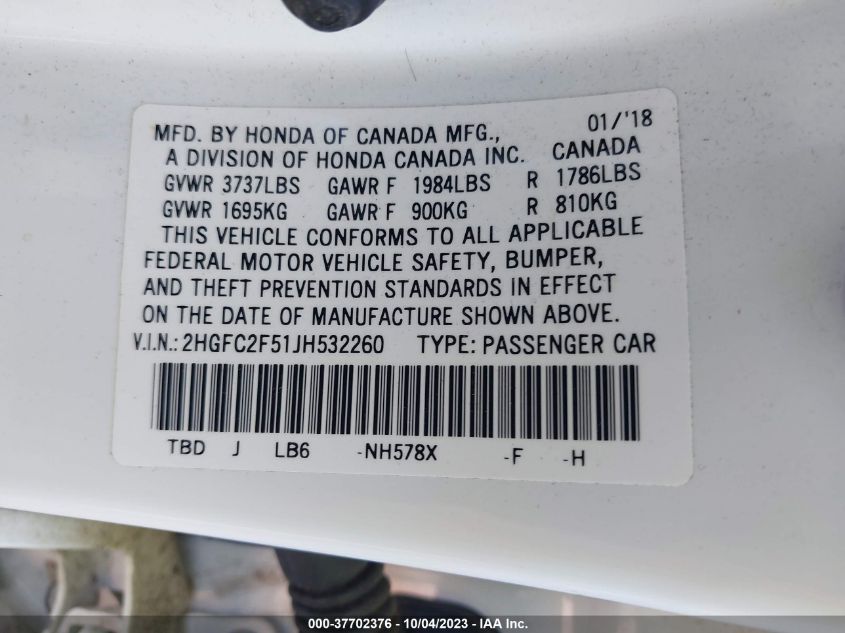 MFD. BY HONDA OF CANADA MFG., 01/'18
A DIVISION OF HONDA CANADA INC. CANADA
GVWR 3737LBS GAWR F 1984LBS R 1786LBS
GVWR 1695KG GAWR F 900KG R 810KG
THIS VEHICLE CONFORMS TO ALL APPLICABLE
FEDERAL MOTOR VEHICLE SAFETY, BUMPER,
AND THEFT PREVENTION STANDARDS IN EFFECT
ON THE DATE OF MANUFACTURE SHOWN ABOVE.
V.I.N.: 2HGFC2F51JH532260 TYPE: PASSENGER CAR
TBD J LB6 -NH578X -F -H
000-37702376 - 10/04/2023 - IAA Inc.